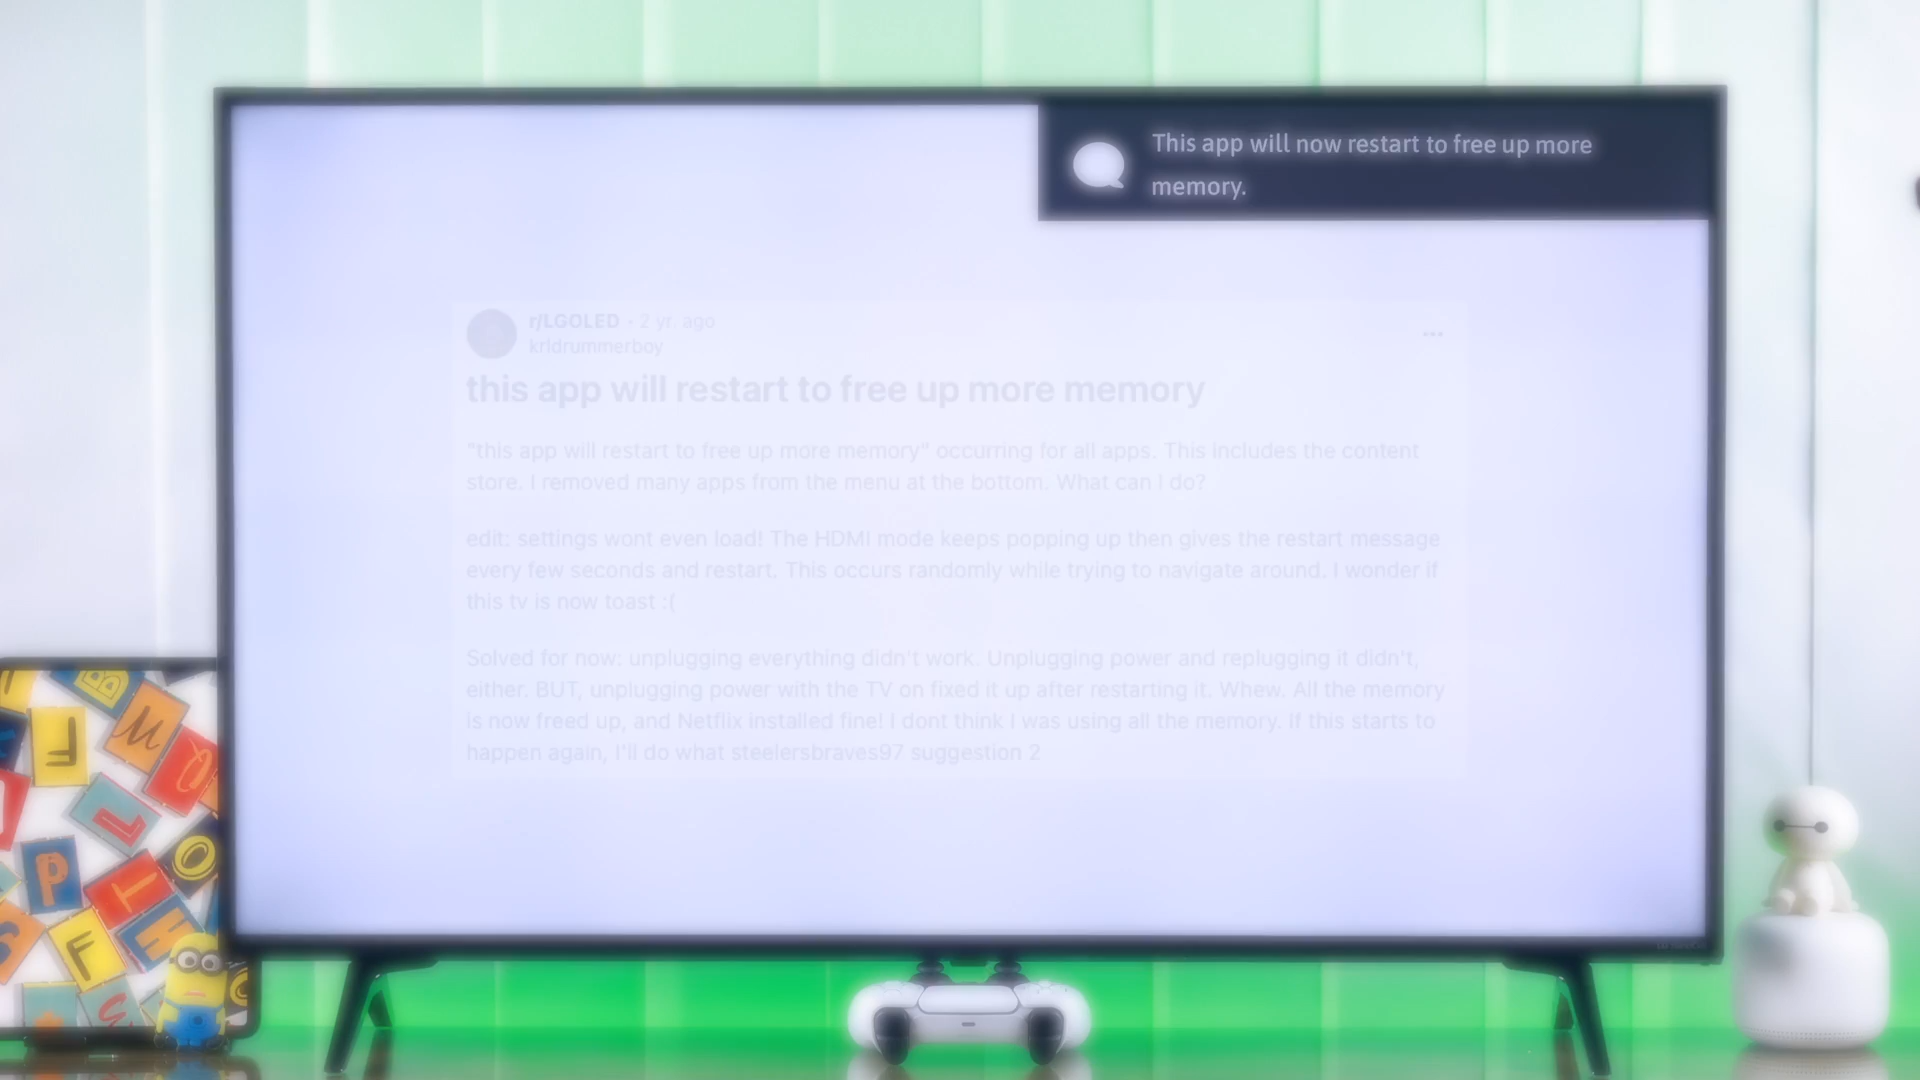 This app will now restart to free up more
memory.
r/LGOLED • 2 yr. ago
krldrummerboy
this app will restart to free up more memory
"this app will restart to free up more memory" occurring for all apps. This includes the content
store. I removed many apps from the menu at the bottom. What can I do?
edit: settings wont even load! The HDMI mode keeps popping up then gives the restart message
every few seconds and restart. This occurs randomly while trying to navigate around. I wonder if
this tv is now toast :(
Solved for now: unplugging everything didn't work. Unplugging power and replugging it didn't,
either. BUT, unplugging power with the TV on fixed it up after restarting it. Whew. All the memory
is now freed up, and Netflix installed fine! I dont think I was using all the memory. If this starts to
happen again, I'll do what steelersbraves97 suggestion 2
B
F
M
L
O
P
T
F